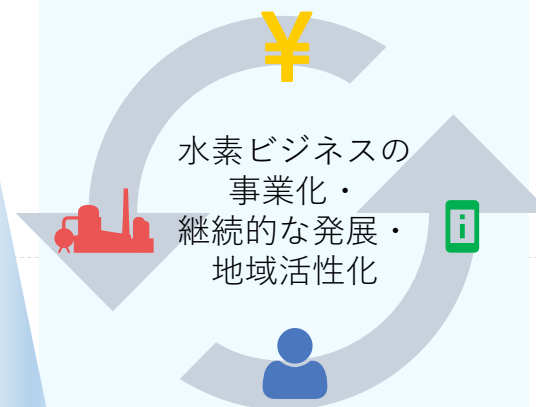 ¥
水素ビジネスの
事業化・
継続的な発展・
地域活性化
i